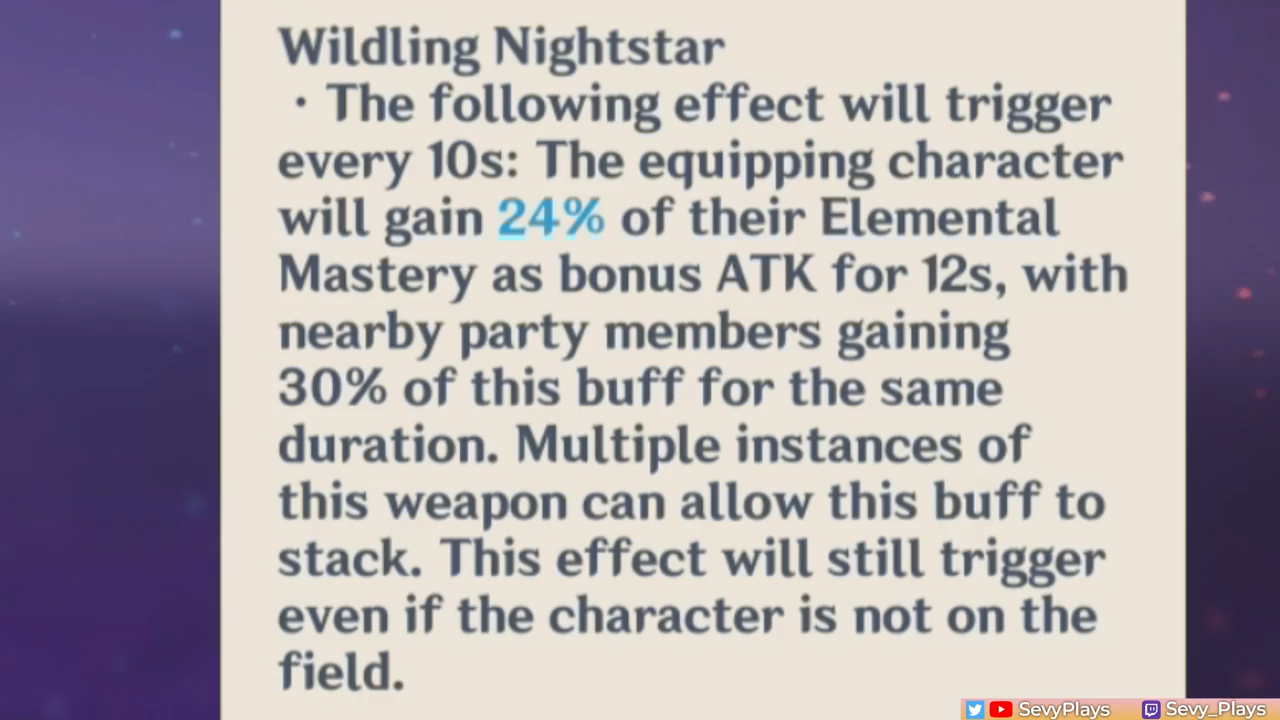 Wildling Nightstar
· The following effect will trigger
every 10s: The equipping character
will gain 24% of their Elemental
Mastery as bonus ATK for 12s, with
nearby party members gaining
30% of this buff for the same
duration. Multiple instances of
this weapon can allow this buff to
stack. This effect will still trigger
even if the character is not on the
field.
SevyPlays Sevy_Plays